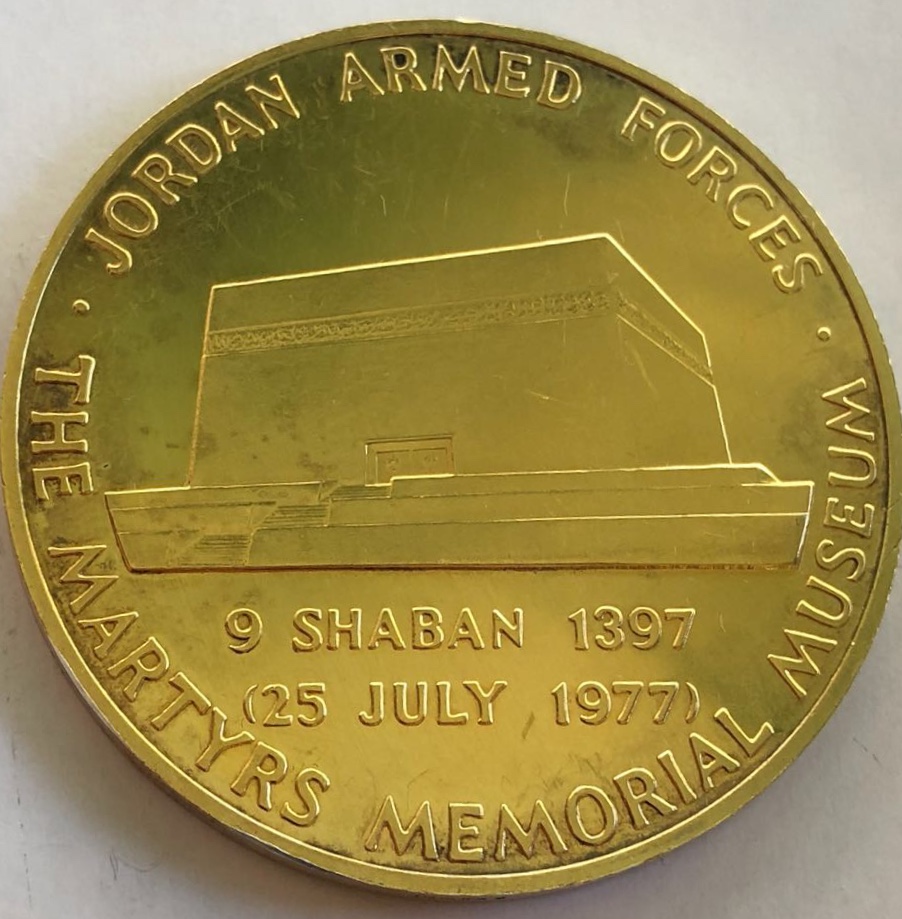 JORDAN ARMED FORCES
9 SHABAN 1397
(25 JULY 1977)
THE MARTYRS MEMORIAL MUSEUM